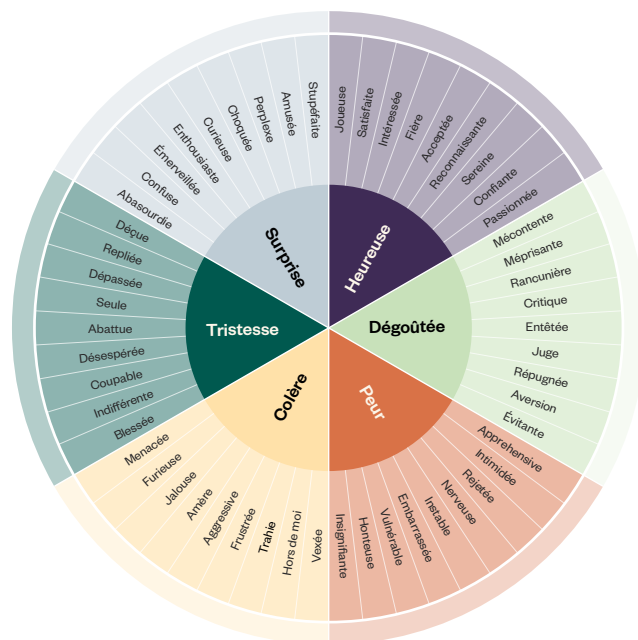 Heureuse
Joueuse
Satisfaite
Intéressée
Fière
Acceptée
Reconnaissante
Sereine
Confiante
Passionnée
Dégoûtée
Mécontente
Méprisante
Rancunière
Critique
Entêtée
Juge
Répugnée
Aversion
Évitante
Peur
Apprehensive
Intimidée
Rejetée
Nerveuse
Instable
Embarrassée
Vulnérable
Honteuse
Insignifiante
Colère
Vexée
Hors de moi
Trahie
Frustrée
Aggressive
Amère
Jalouse
Furieuse
Menacée
Tristesse
Blessée
Indifférente
Coupable
Désespérée
Abattue
Seule
Dépassée
Repliée
Déçue
Surprise
Abasourdie
Confuse
Émerveillée
Enthousiaste
Curieuse
Choquée
Perplexe
Amusée
Stupéfaite